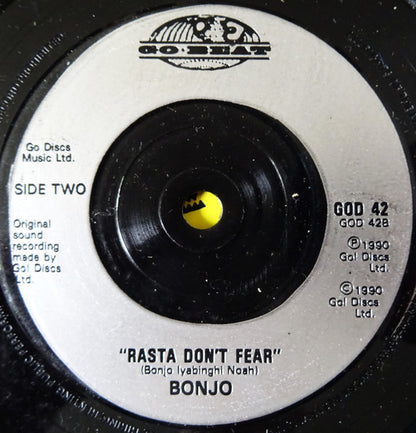 GO·BEAT
Go Discs
Music Ltd.
SIDE TWO
Original
sound
recording
made by
Go! Discs
Ltd.
GOD 42
GOD 42B
℗1990
Go! Discs
Ltd.
©1990
Go! Discs
Ltd.
"RASTA DON'T FEAR"
(Bonjo Iyabinghi Noah)
BONJO